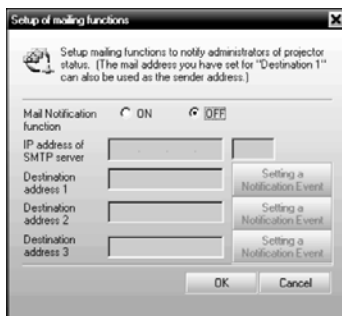 Setup of mailing functions
Setup mailing functions to notify administrators of projector
status. (The mail address you have set for "Destination 1"
can also be used as the sender address.)
Mail Notification
function
ON
OFF
IP address of
SMTP server
Destination
address 1
Setting a
Notification Event
Destination
address 2
Setting a
Notification Event
Destination
address 3
Setting a
Notification Event
OK
Cancel